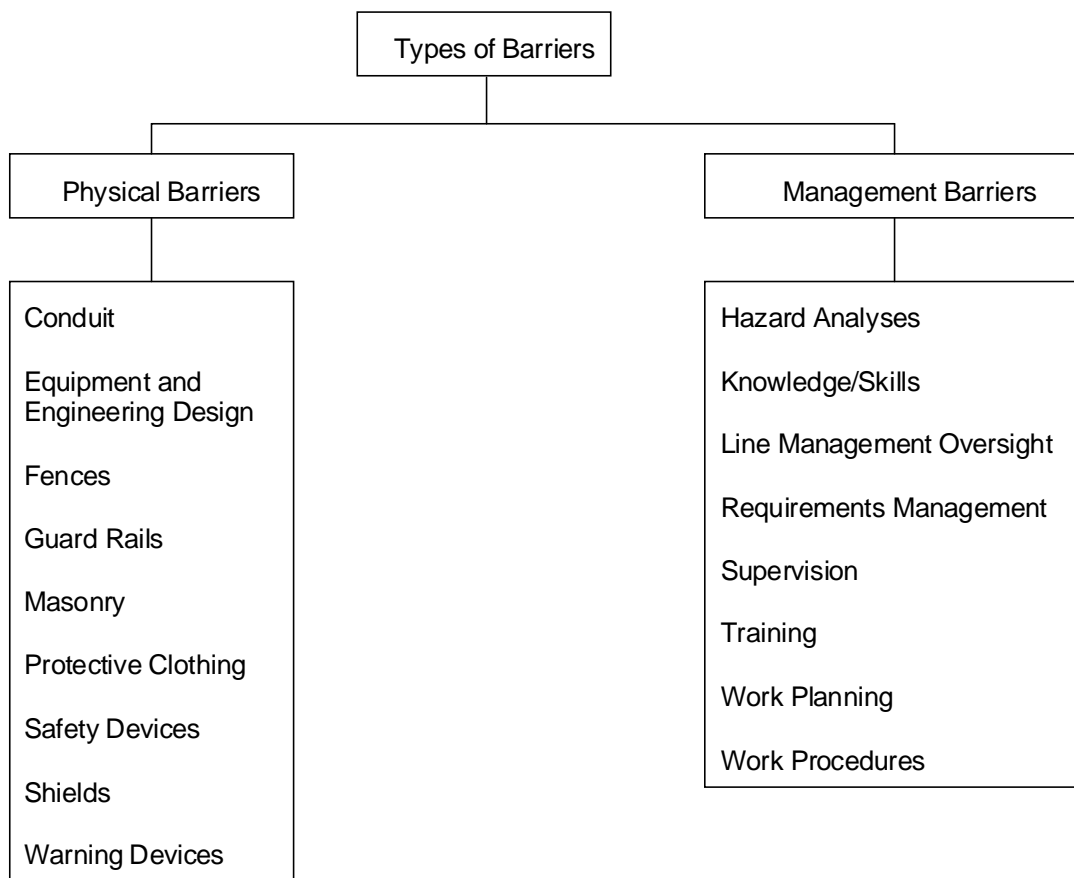 Types of Barriers
Physical Barriers
Management Barriers
Conduit
Equipment and
Engineering Design
Fences
Guard Rails
Masonry
Protective Clothing
Safety Devices
Shields
Warning Devices
Hazard Analyses
Knowledge/Skills
Line Management Oversight
Requirements Management
Supervision
Training
Work Planning
Work Procedures